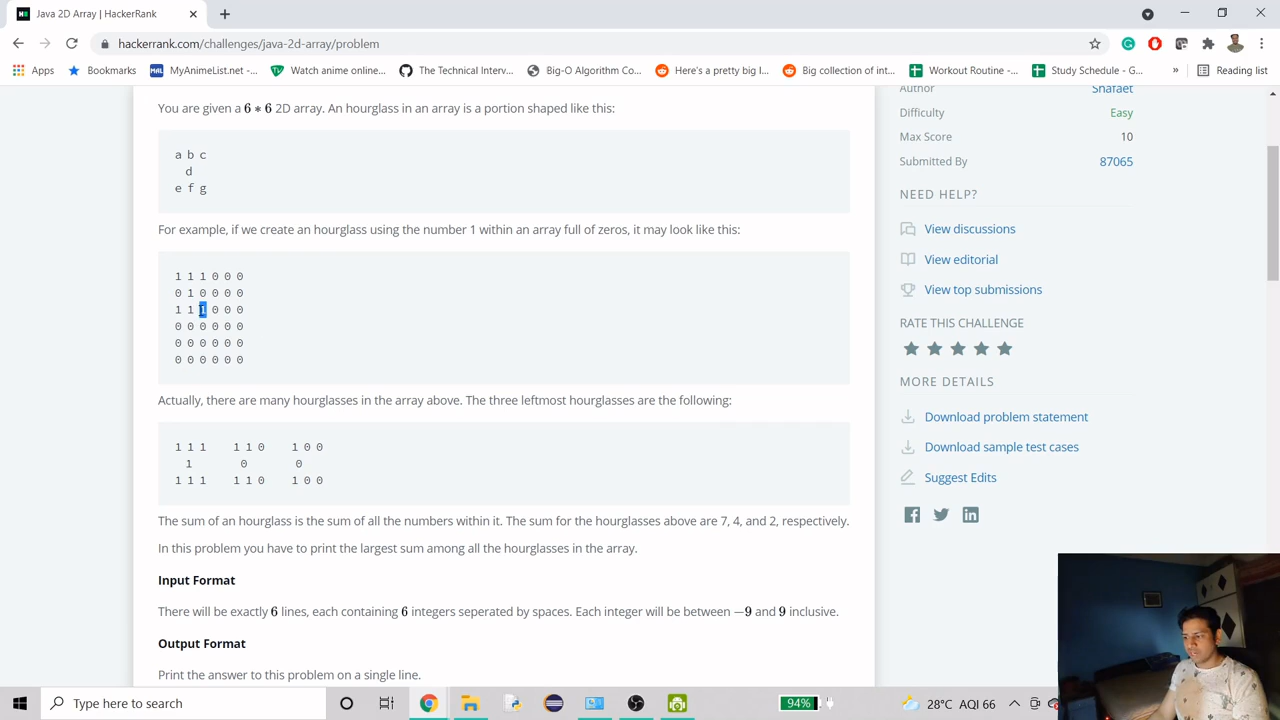 Java 2D Array | HackerRank
hackerrank.com/challenges/java-2d-array/problem
Apps Bookmarks MyAnimeList.net -... Watch anime online... The Technical Interv... Big-O Algorithm Co... Here's a pretty big l... Big collection of int... Workout Routine -... Study Schedule - G... » Reading list
You are given a 6 * 6 2D array. An hourglass in an array is a portion shaped like this:
a b c
d
e f g
For example, if we create an hourglass using the number 1 within an array full of zeros, it may look like this:
1 1 1 0 0 0
0 1 0 0 0 0
1 1 1 0 0 0
0 0 0 0 0 0
0 0 0 0 0 0
0 0 0 0 0 0
Actually, there are many hourglasses in the array above. The three leftmost hourglasses are the following:
1 1 1 1 1 0 1 0 0
1 0 0
1 1 1 1 1 0 1 0 0
The sum of an hourglass is the sum of all the numbers within it. The sum for the hourglasses above are 7, 4, and 2, respectively.
In this problem you have to print the largest sum among all the hourglasses in the array.
Input Format
There will be exactly 6 lines, each containing 6 integers seperated by spaces. Each integer will be between −9 and 9 inclusive.
Output Format
Print the answer to this problem on a single line.
Author Shafaet
Difficulty Easy
Max Score 10
Submitted By 87065
NEED HELP?
View discussions
View editorial
View top submissions
RATE THIS CHALLENGE
MORE DETAILS
Download problem statement
Download sample test cases
Suggest Edits
Type here to search
94%
28°C AQI 66